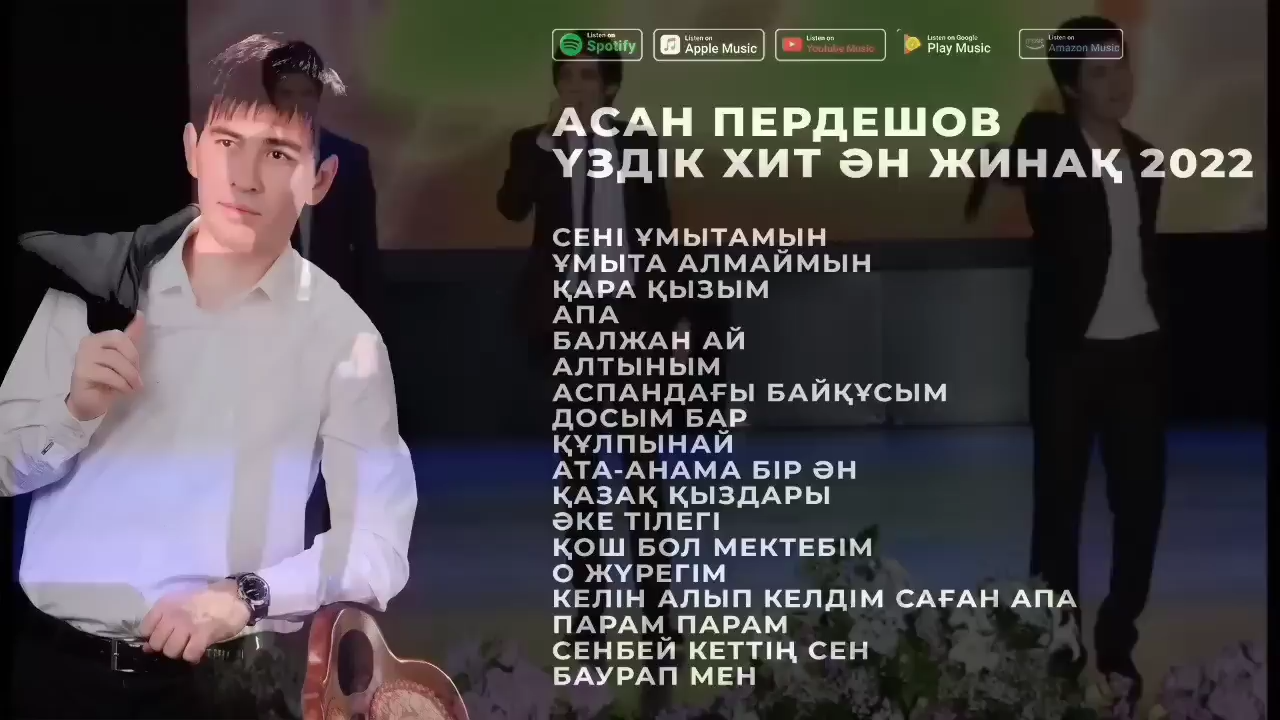 Listen on Spotify
Listen on Apple Music
Listen on Youtube Music
Listen on Google Play Music
Listen on Amazon Music
АСАН ПЕРДЕШОВ
ҮЗДІК ХИТ ӘН ЖИНАҚ 2022
СЕНІ ҰМЫТАМЫН
ҰМЫТА АЛМАЙМЫН
ҚАРА ҚЫЗЫМ
АПА
БАЛЖАН АЙ
АЛТЫНЫМ
АСПАНДАҒЫ БАЙҚҰСЫМ
ДОСЫМ БАР
ҚҰЛПЫНАЙ
АТА-АНАМА БІР ӘН
ҚАЗАҚ ҚЫЗДАРЫ
ӘКЕ ТІЛЕГІ
ҚОШ БОЛ МЕКТЕБІМ
О ЖҮРЕГІМ
КЕЛІН АЛЫП КЕЛДІМ САҒАН АПА
ПАРАМ ПАРАМ
СЕНБЕЙ КЕТТІҢ СЕН
БАУРАП МЕН